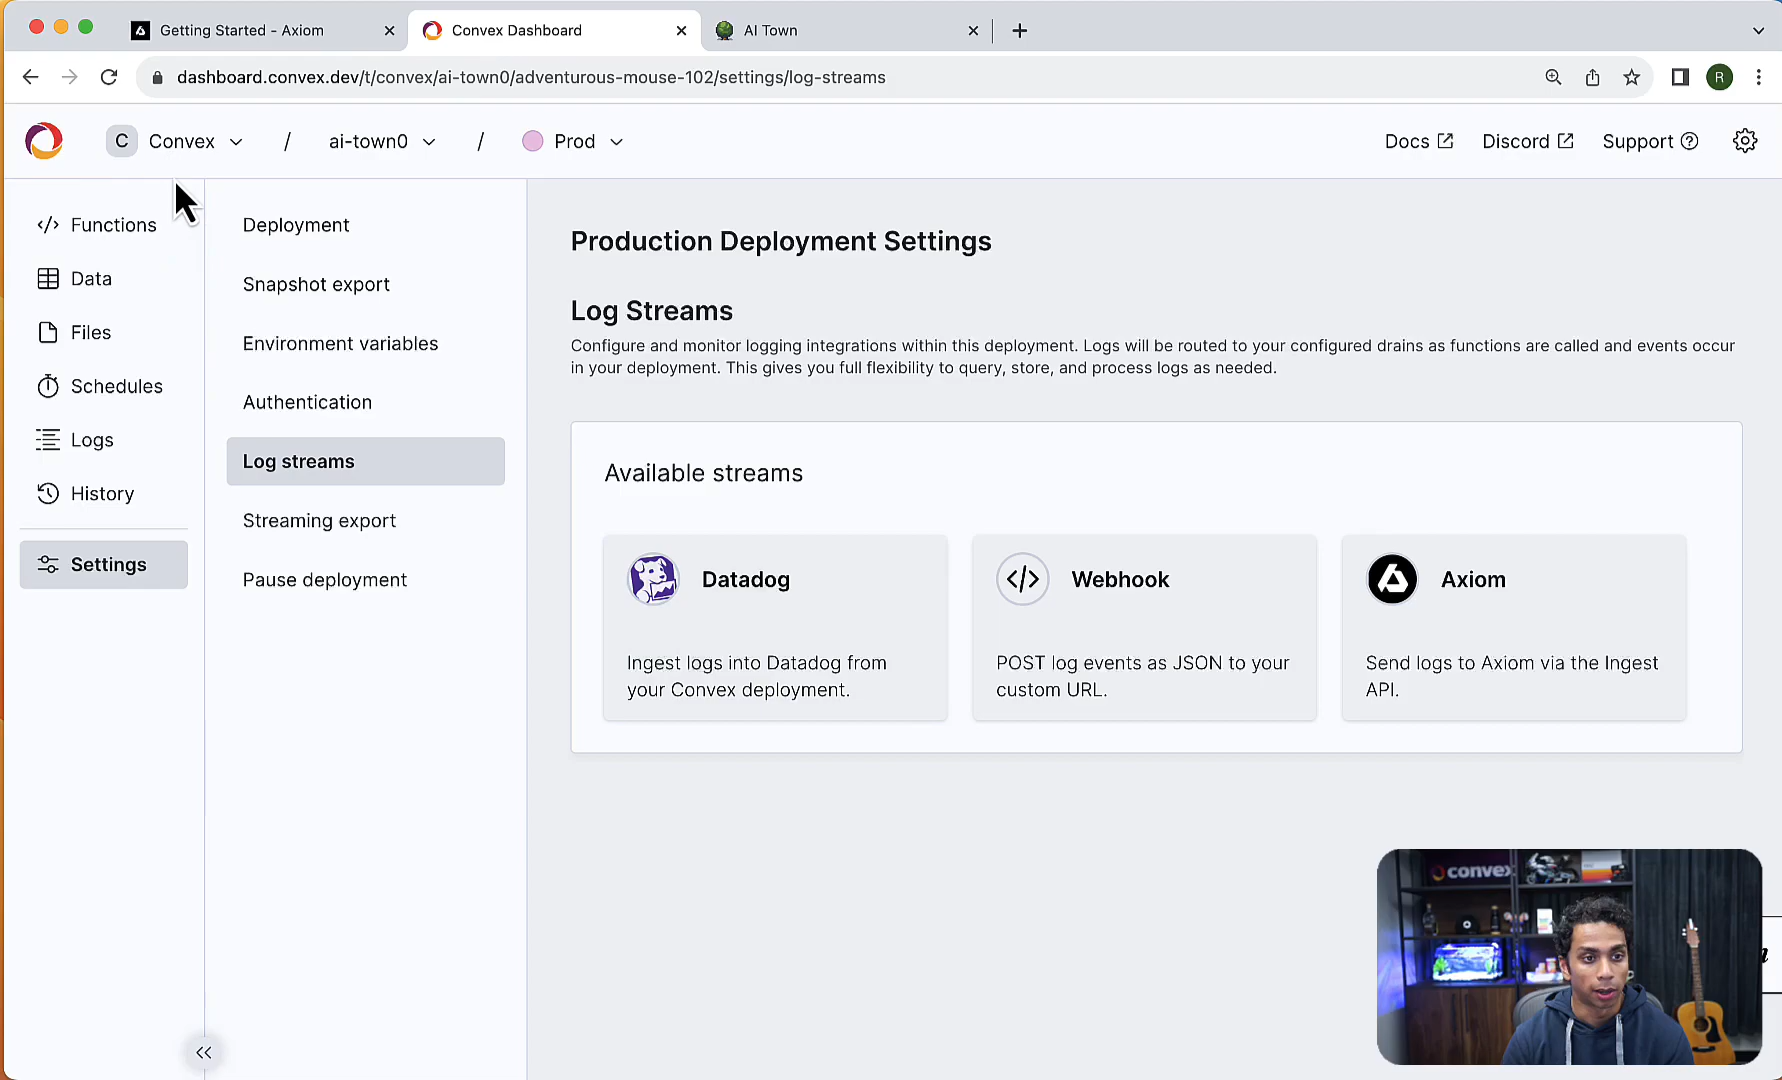 Getting Started - Axiom
Convex Dashboard
AI Town
dashboard.convex.dev/t/convex/ai-town0/adventurous-mouse-102/settings/log-streams
R
C Convex / ai-town0 / Prod
Docs
Discord
Support
Functions
Data
Files
Schedules
Logs
History
Settings
Deployment
Snapshot export
Environment variables
Authentication
Log streams
Streaming export
Pause deployment
Production Deployment Settings
Log Streams
Configure and monitor logging integrations within this deployment. Logs will be routed to your configured drains as functions are called and events occur
in your deployment. This gives you full flexibility to query, store, and process logs as needed.
Available streams
Datadog
Ingest logs into Datadog from
your Convex deployment.
Webhook
POST log events as JSON to your
custom URL.
Axiom
Send logs to Axiom via the Ingest
API.
convex